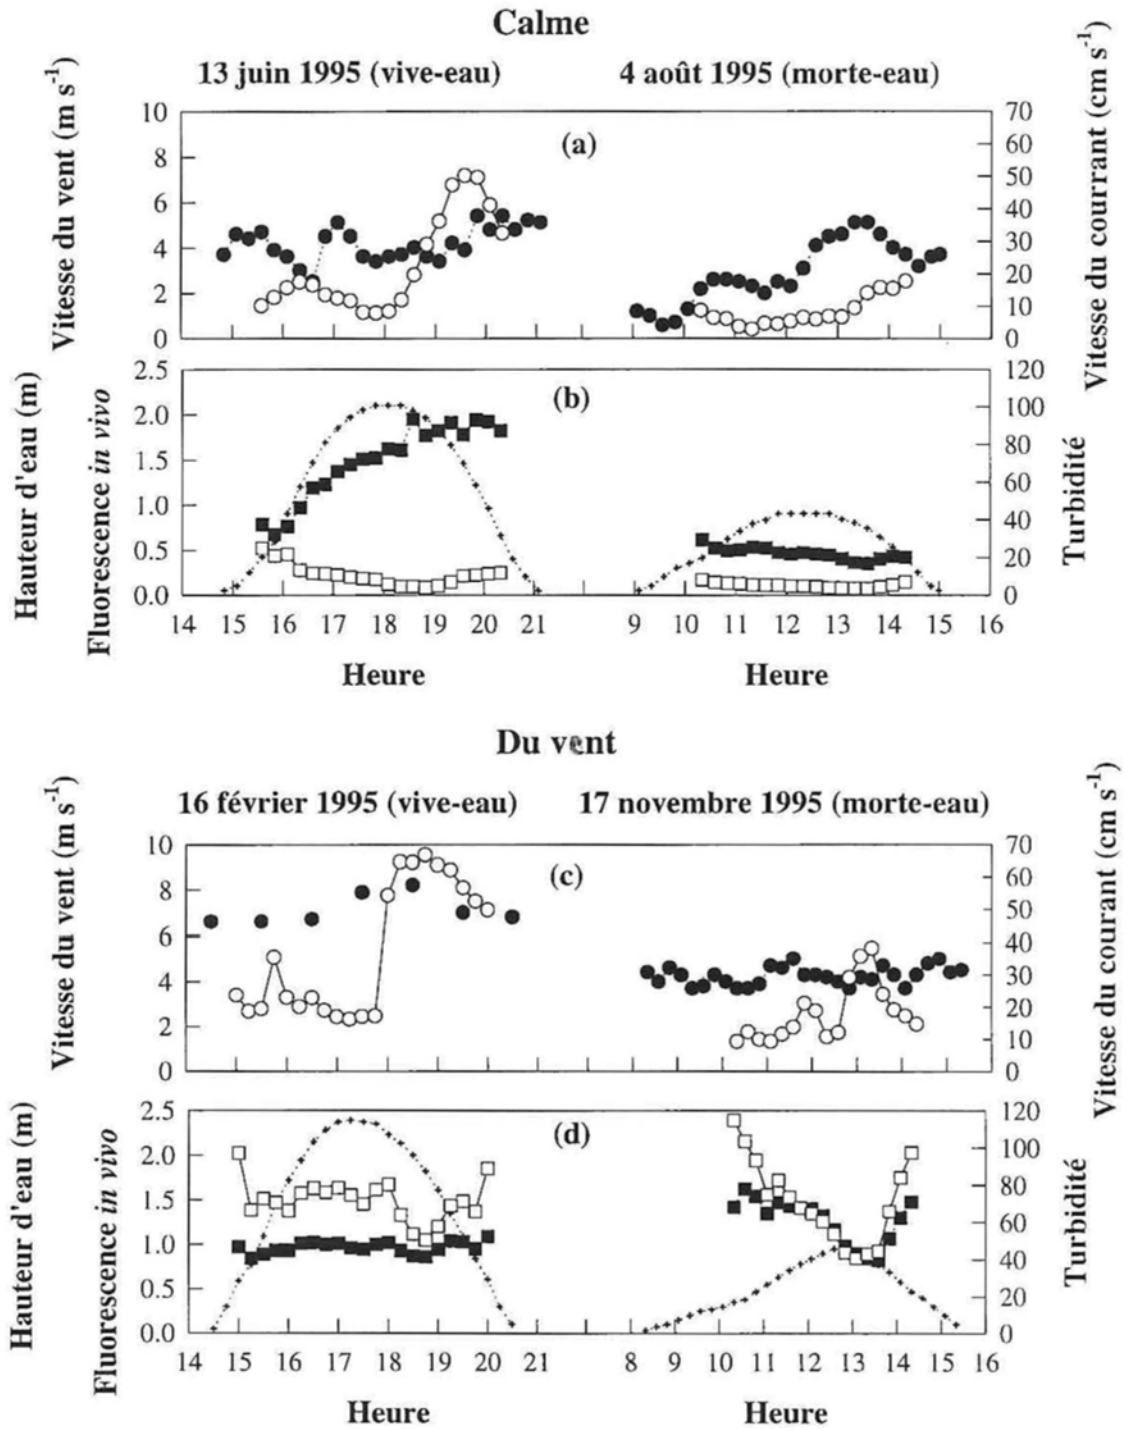 Calme
13 juin 1995 (vive-eau)
4 août 1995 (morte-eau)
Vitesse du vent (m s-1)
Vitesse du courrant (cm s-1)
(a)
10
8
6
4
2
0
70
60
50
40
30
20
10
0
Hauteur d'eau (m)
Fluorescence in vivo
Turbidité
(b)
2.5
2.0
1.5
1.0
0.5
0.0
120
100
80
60
40
20
0
14 15 16 17 18 19 20 21
9 10 11 12 13 14 15 16
Heure
Heure
Du vent
16 février 1995 (vive-eau)
17 novembre 1995 (morte-eau)
Vitesse du vent (m s-1)
Vitesse du courant (cm s-1)
(c)
10
8
6
4
2
0
70
60
50
40
30
20
10
0
Hauteur d'eau (m)
Fluorescence in vivo
Turbidité
(d)
2.5
2.0
1.5
1.0
0.5
0.0
120
100
80
60
40
20
0
14 15 16 17 18 19 20 21
8 9 10 11 12 13 14 15 16
Heure
Heure